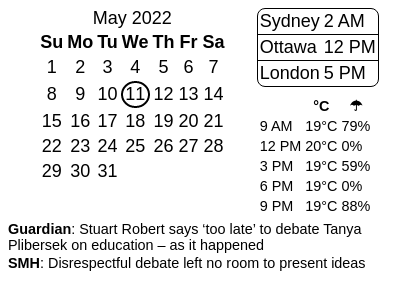 May 2022
Su Mo Tu We Th Fr Sa
1 2 3 4 5 6 7
8 9 10 11 12 13 14
15 16 17 18 19 20 21
22 23 24 25 26 27 28
29 30 31
Sydney 2 AM
Ottawa 12 PM
London 5 PM
°C ☂
9 AM 19°C 79%
12 PM 20°C 0%
3 PM 19°C 59%
6 PM 19°C 0%
9 PM 19°C 88%
Guardian: Stuart Robert says ‘too late’ to debate Tanya
Plibersek on education – as it happened
SMH: Disrespectful debate left no room to present ideas